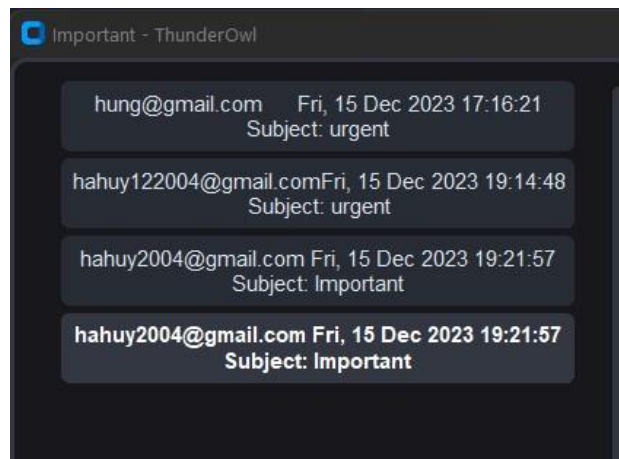 Important - ThunderOwl
hung@gmail.com Fri, 15 Dec 2023 17:16:21
Subject: urgent
hahuy122004@gmail.comFri, 15 Dec 2023 19:14:48
Subject: urgent
hahuy2004@gmail.com Fri, 15 Dec 2023 19:21:57
Subject: Important
hahuy2004@gmail.com Fri, 15 Dec 2023 19:21:57
Subject: Important